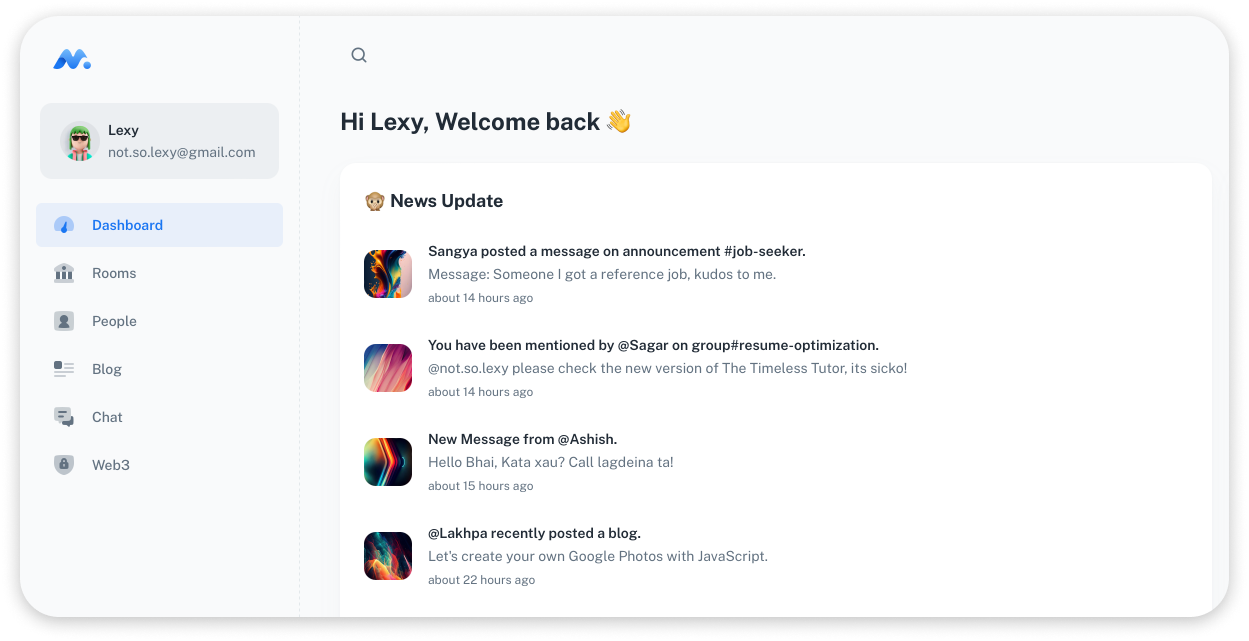 Lexy
not.so.lexy@gmail.com
Dashboard
Rooms
People
Blog
Chat
Web3
Hi Lexy, Welcome back 👋
🙊 News Update
Sangya posted a message on announcement #job-seeker.
Message: Someone I got a reference job, kudos to me.
about 14 hours ago
You have been mentioned by @Sagar on group#resume-optimization.
@not.so.lexy please check the new version of The Timeless Tutor, its sicko!
about 14 hours ago
New Message from @Ashish.
Hello Bhai, Kata xau? Call lagdeina ta!
about 15 hours ago
@Lakhpa recently posted a blog.
Let's create your own Google Photos with JavaScript.
about 22 hours ago